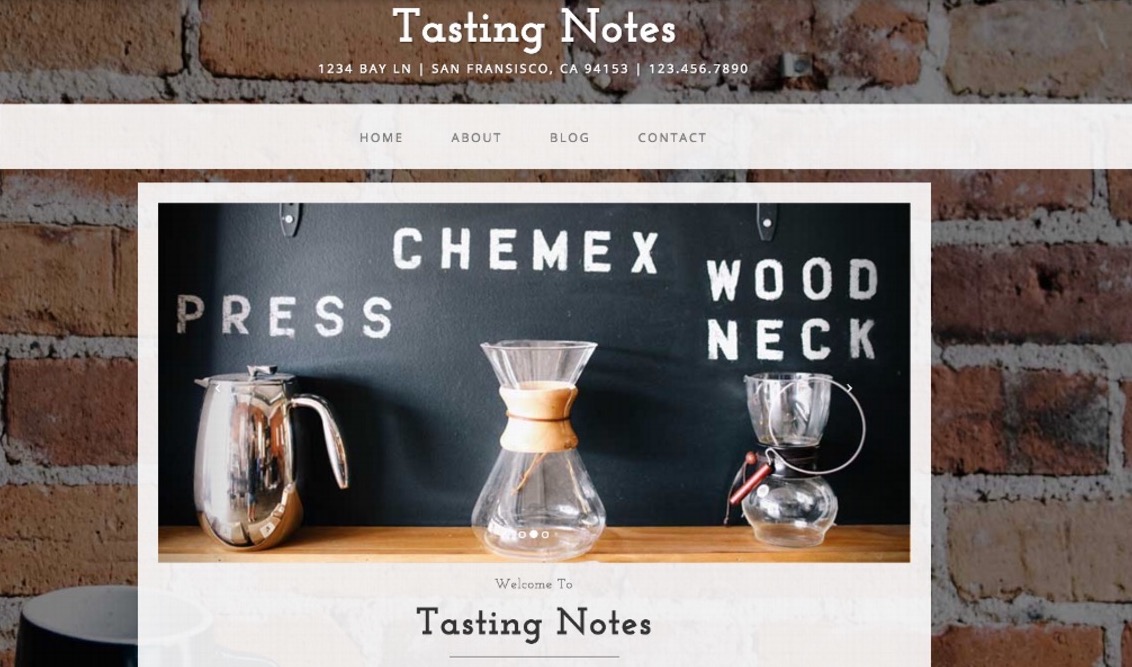 Tasting Notes
1234 BAY LN | SAN FRANSISCO, CA 94153 | 123.456.7890
HOME ABOUT BLOG CONTACT
CHEMEX
PRESS
WOOD
NECK
Welcome To
Tasting Notes